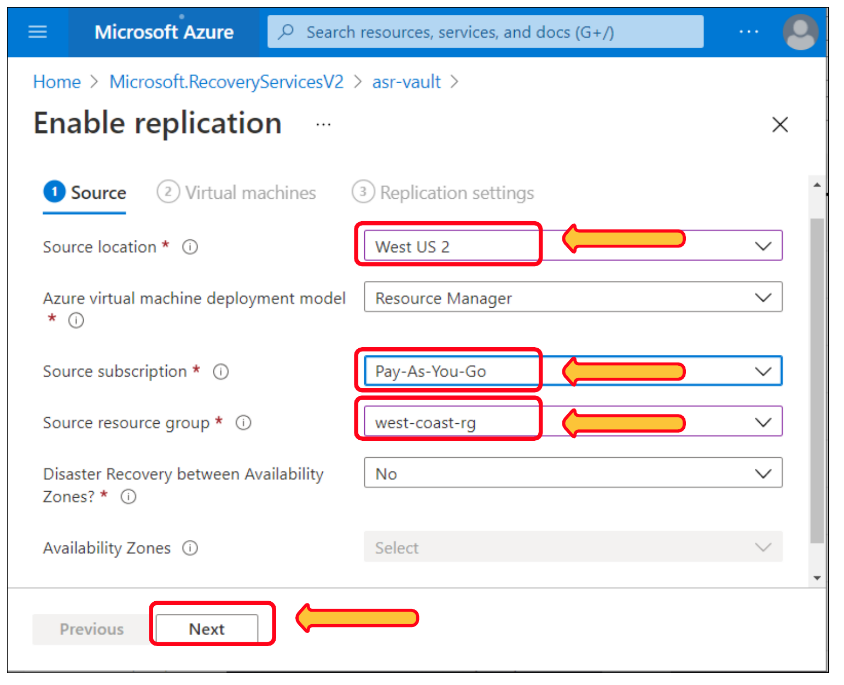 Microsoft Azure
Search resources, services, and docs (G+/)
...
Home > Microsoft.RecoveryServicesV2 > asr-vault >
Enable replication ...
1 Source 2 Virtual machines 3 Replication settings
Source location * West US 2
Azure virtual machine deployment model Resource Manager
*
Source subscription * Pay-As-You-Go
Source resource group * west-coast-rg
Disaster Recovery between Availability No
Zones? *
Availability Zones Select
Previous Next